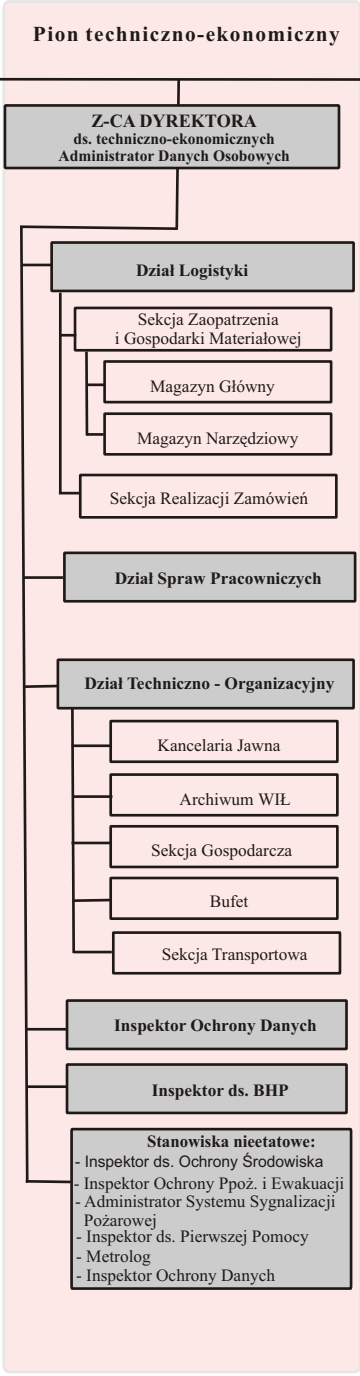 Pion techniczno-ekonomiczny
Z-CA DYREKTORA
ds. techniczno-ekonomicznych
Administrator Danych Osobowych
Dział Logistyki
Sekcja Zaopatrzenia
i Gospodarki Materiałowej
Magazyn Główny
Magazyn Narzędziowy
Sekcja Realizacji Zamówień
Dział Spraw Pracowniczych
Dział Techniczno - Organizacyjny
Kancelaria Jawna
Archiwum WIŁ
Sekcja Gospodarcza
Bufet
Sekcja Transportowa
Inspektor Ochrony Danych
Inspektor ds. BHP
Stanowiska nieetatowe:
- Inspektor ds. Ochrony Środowiska
- Inspektor Ochrony Ppoż. i Ewakuacji
- Administrator Systemu Sygnalizacji
Pożarowej
- Inspektor ds. Pierwszej Pomocy
- Metrolog
- Inspektor Ochrony Danych